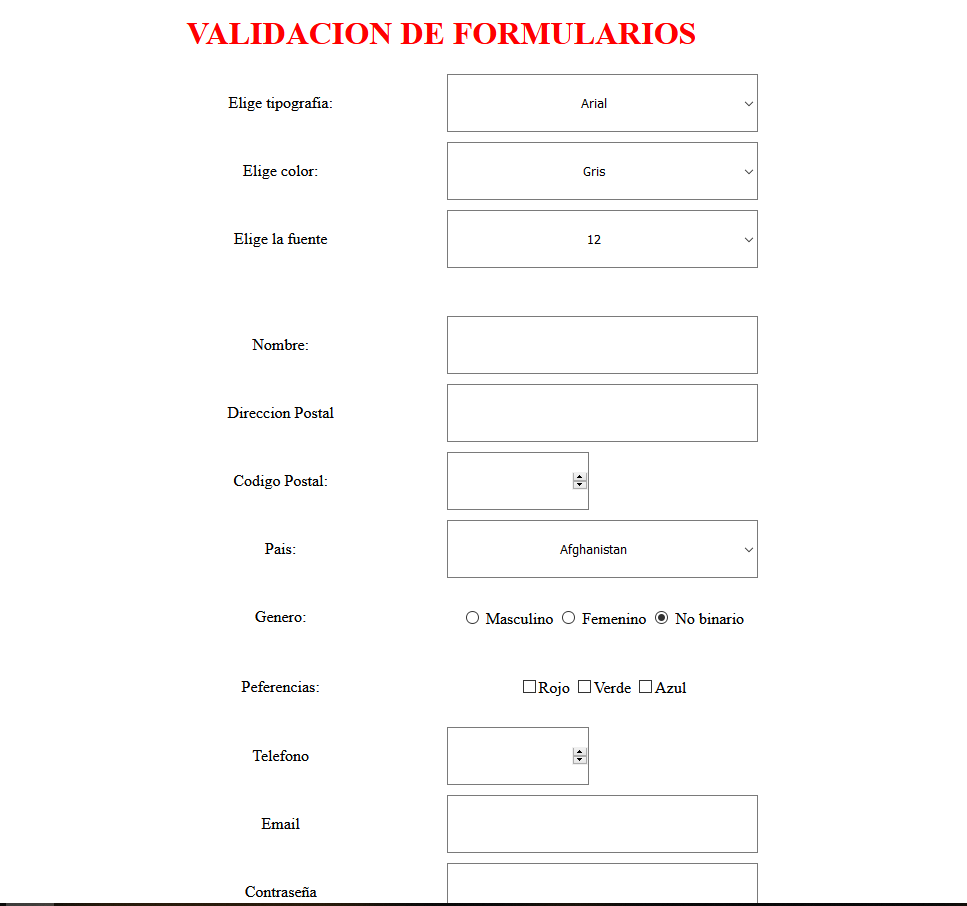 VALIDACION DE FORMULARIOS
Elige tipografia: Arial
Elige color: Gris
Elige la fuente 12
Nombre:
Direccion Postal
Codigo Postal:
Pais: Afghanistan
Genero: Masculino Femenino No binario
Peferencias: Rojo Verde Azul
Telefono
Email
Contraseña